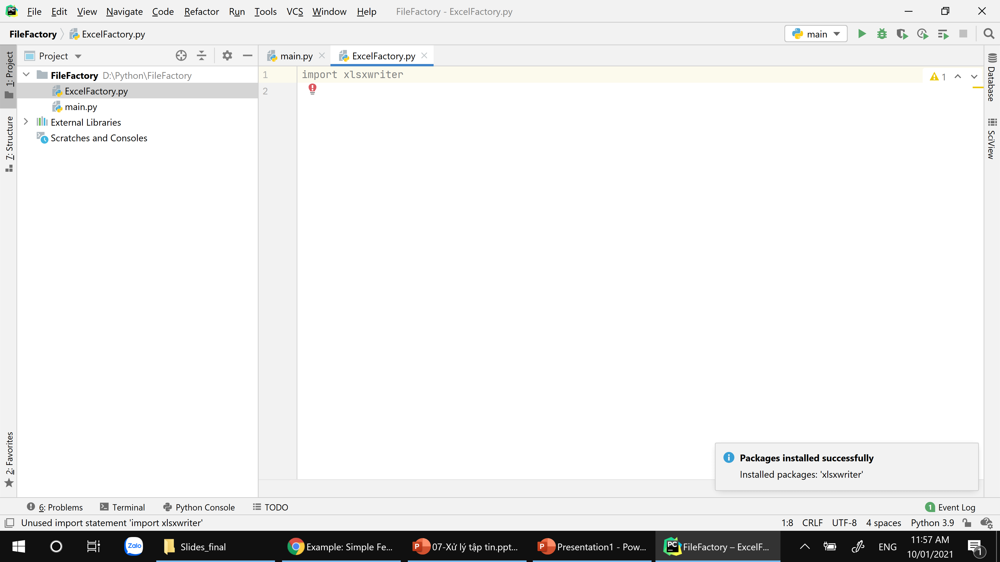 File Edit View Navigate Code Refactor Run Tools VCS Window Help FileFactory - ExcelFactory.py
FileFactory ExcelFactory.py main
Project main.py ExcelFactory.py
1: Project
7: Structure
2: Favorites
FileFactory D:\Python\FileFactory
ExcelFactory.py
main.py
External Libraries
Scratches and Consoles
1 import xlsxwriter
2
1
Database
SciView
Packages installed successfully
Installed packages: 'xlsxwriter'
6: Problems Terminal Python Console TODO 1 Event Log
Unused import statement 'import xlsxwriter' 1:8 CRLF UTF-8 4 spaces Python 3.9
Zalo Slides_final Example: Simple Fe... 07-Xử lý tập tin.ppt... Presentation1 - Pow... FileFactory – ExcelF... ENG
11:57 AM
10/01/2021
1